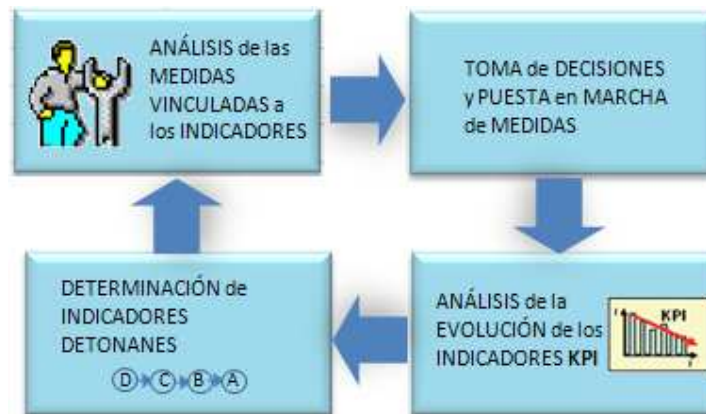 ANÁLISIS de las
MEDIDAS
VINCULADAS a
los INDICADORES
TOMA de DECISIONES
y PUESTA en MARCHA
de MEDIDAS
DETERMINACIÓN de
INDICADORES
DETONANES
D C B A
ANÁLISIS de la
EVOLUCIÓN de los
INDICADORES KPI
KPI